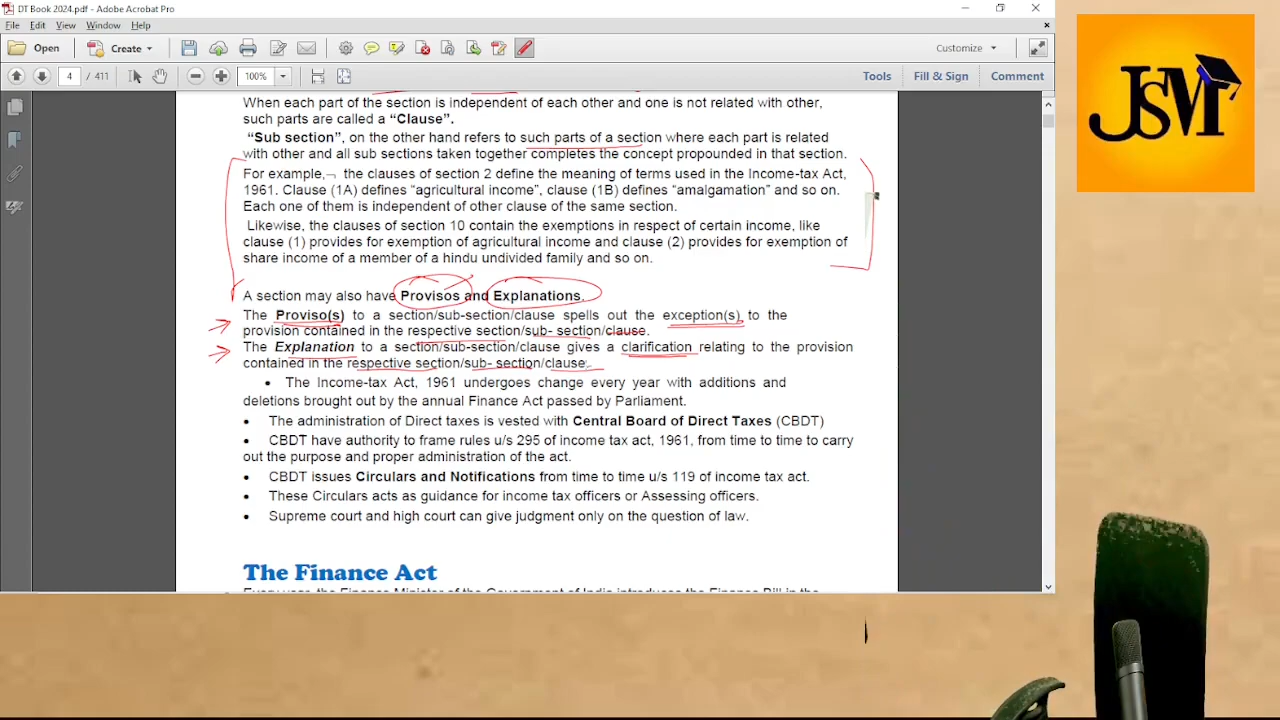 DT Book 2024.pdf - Adobe Acrobat Pro
File Edit View Window Help
Open Create Customize
4 / 411 100% Tools Fill & Sign Comment
When each part of the section is independent of each other and one is not related with other,
such parts are called a “Clause”.
“Sub section”, on the other hand refers to such parts of a section where each part is related
with other and all sub sections taken together completes the concept propounded in that section.
For example, the clauses of section 2 define the meaning of terms used in the Income-tax Act,
1961. Clause (1A) defines “agricultural income”, clause (1B) defines “amalgamation” and so on.
Each one of them is independent of other clause of the same section.
Likewise, the clauses of section 10 contain the exemptions in respect of certain income, like
clause (1) provides for exemption of agricultural income and clause (2) provides for exemption of
share income of a member of a hindu undivided family and so on.
A section may also have Provisos and Explanations.
The Proviso(s) to a section/sub-section/clause spells out the exception(s) to the
provision contained in the respective section/sub- section/clause.
The Explanation to a section/sub-section/clause gives a clarification relating to the provision
contained in the respective section/sub- section/clause.
• The Income-tax Act, 1961 undergoes change every year with additions and
deletions brought out by the annual Finance Act passed by Parliament.
• The administration of Direct taxes is vested with Central Board of Direct Taxes (CBDT)
• CBDT have authority to frame rules u/s 295 of income tax act, 1961, from time to time to carry
out the purpose and proper administration of the act.
• CBDT issues Circulars and Notifications from time to time u/s 119 of income tax act.
• These Circulars acts as guidance for income tax officers or Assessing officers.
• Supreme court and high court can give judgment only on the question of law.
The Finance Act
Every year, the Finance Minister of the Government of India introduces the Finance Bill in the
JSM